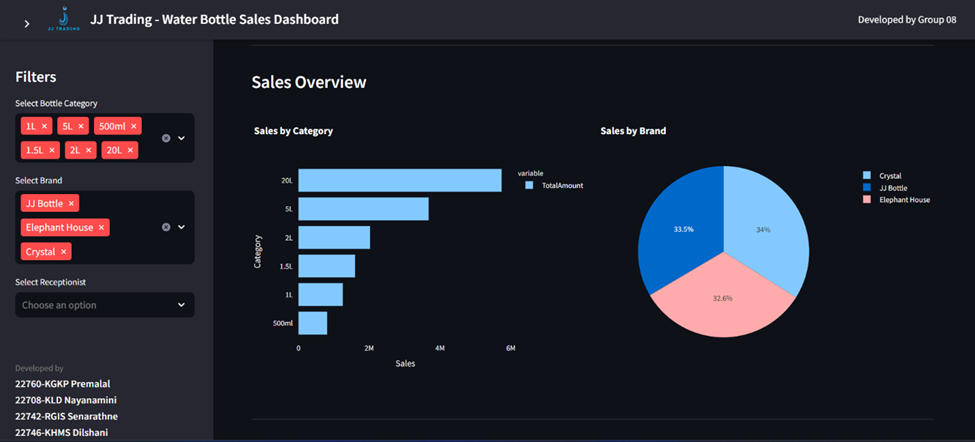 JJ TRADING
JJ Trading - Water Bottle Sales Dashboard
Developed by Group 08
Filters
Select Bottle Category
1L × 5L × 500ml ×
1.5L × 2L × 20L ×
Select Brand
JJ Bottle ×
Elephant House ×
Crystal ×
Select Receptionist
Choose an option
Developed by
22760-KGKP Premalal
22708-KLD Nayanamini
22742-RGIS Senarathne
22746-KHMS Dilshani
Sales Overview
Sales by Category
variable
TotalAmount
Category
20L
5L
2L
1.5L
1L
500ml
0 2M 4M 6M
Sales
Sales by Brand
Crystal
JJ Bottle
Elephant House
33.5%
34%
32.6%